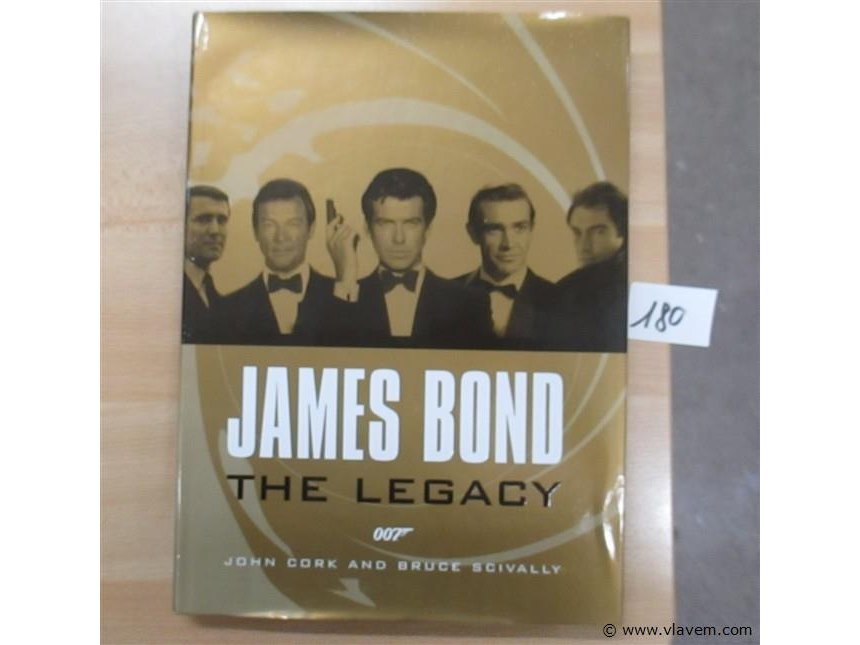 180
JAMES BOND
THE LEGACY
007
JOHN CORK AND BRUCE SCIVALLY
© www.vlavem.com